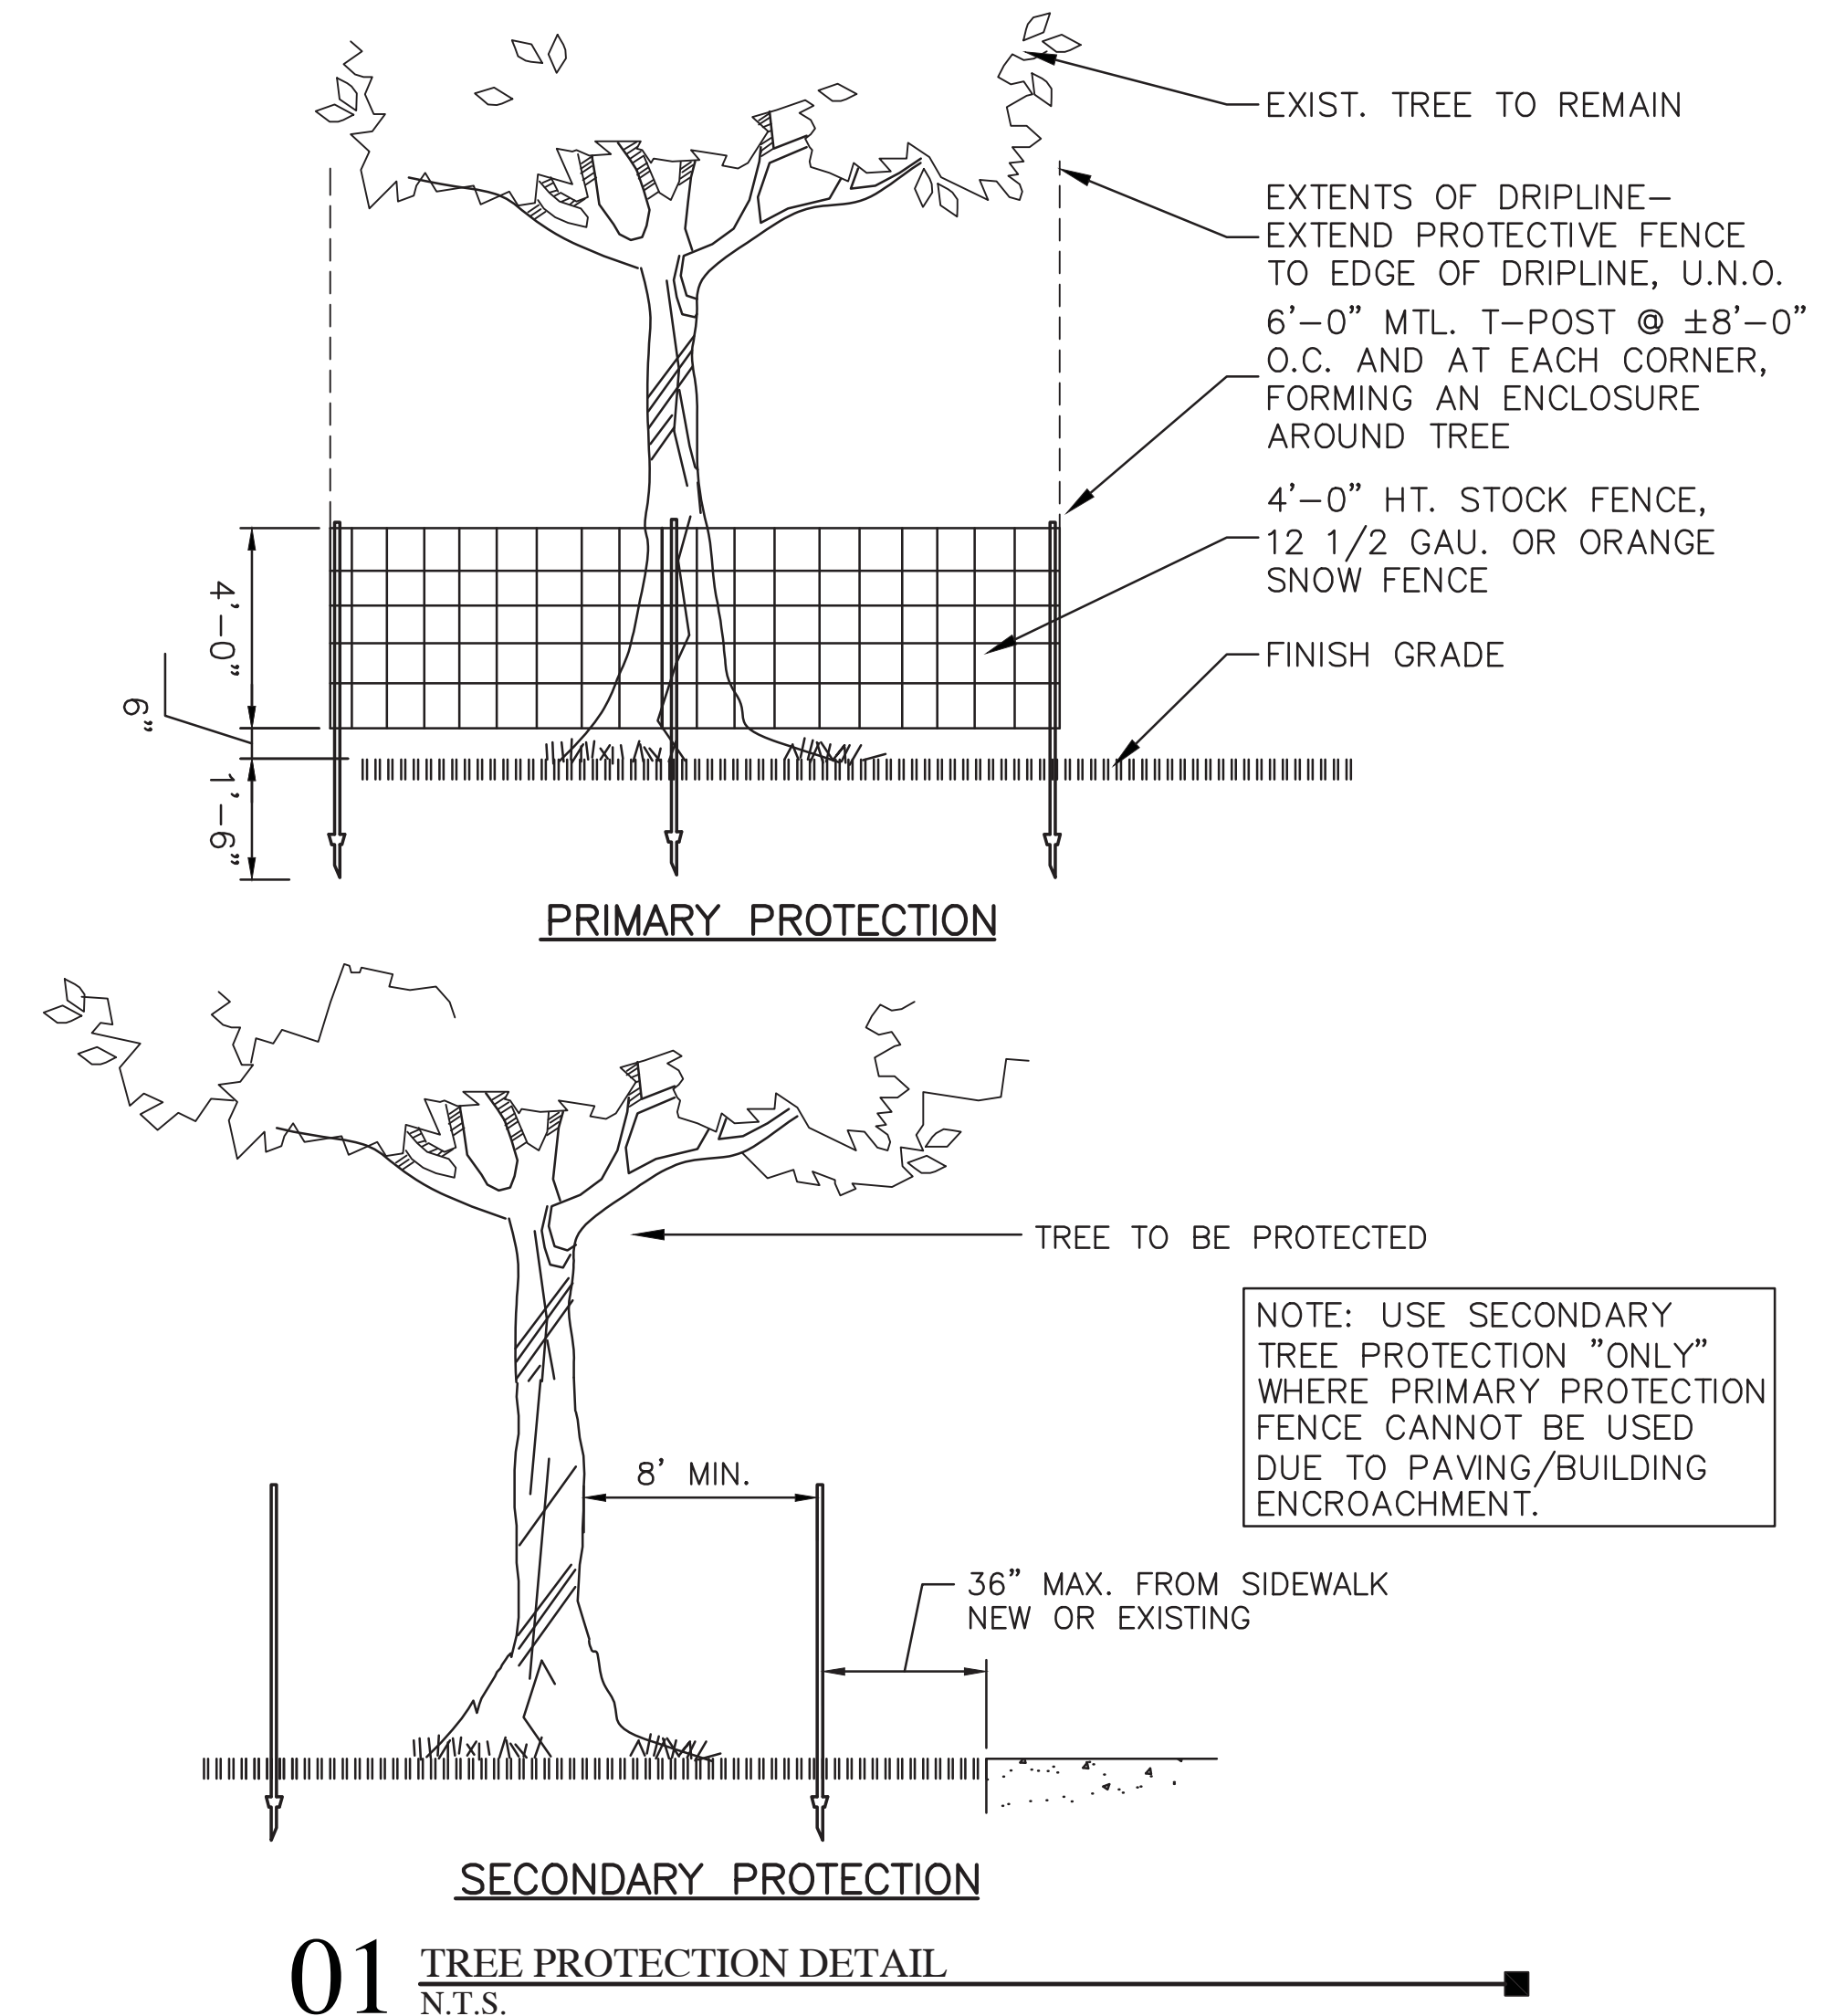 EXIST. TREE TO REMAIN
EXTENTS OF DRIPLINE–
EXTEND PROTECTIVE FENCE
TO EDGE OF DRIPLINE, U.N.O.
6'–0" MTL. T–POST @ ±8'–0"
O.C. AND AT EACH CORNER,
FORMING AN ENCLOSURE
AROUND TREE
4'–0" HT. STOCK FENCE,
12 1/2 GAU. OR ORANGE
SNOW FENCE
FINISH GRADE
4'–0"
6"
1'–6"
PRIMARY PROTECTION
TREE TO BE PROTECTED
NOTE: USE SECONDARY
TREE PROTECTION "ONLY"
WHERE PRIMARY PROTECTION
FENCE CANNOT BE USED
DUE TO PAVING/BUILDING
ENCROACHMENT.
8' MIN.
36" MAX. FROM SIDEWALK
NEW OR EXISTING
SECONDARY PROTECTION
01 TREE PROTECTION DETAIL
N.T.S.